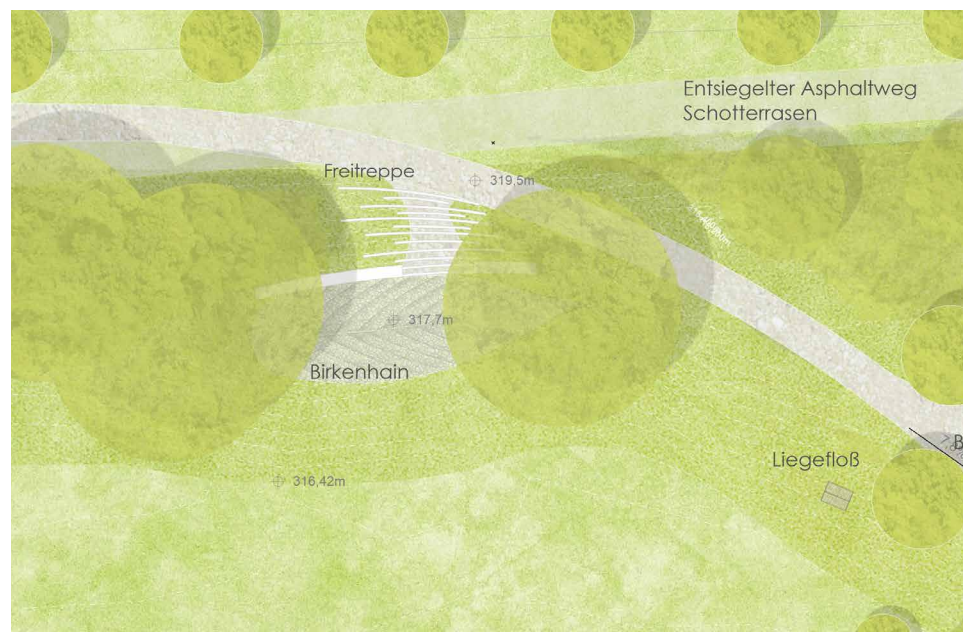 Entsiegelter Asphaltweg
Schotterrasen
Freitreppe
319,5m
317,7m
Birkenhain
Liegefloß
316,42m